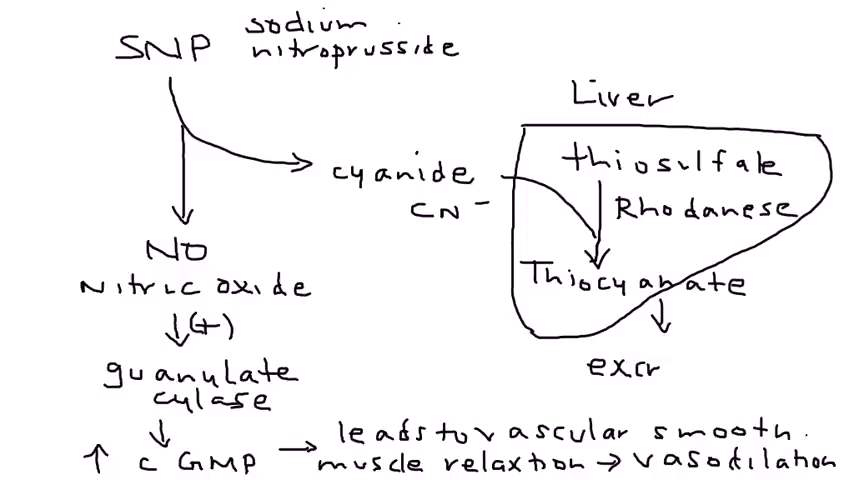 SNP sodium
nitroprusside
Liver
cyanide
CN⁻
thiosulfate
Rhodanese
Thiocyanate
excr
NO
Nitric oxide
↓(+)
guanylate
cylase
↓
↑ cGMP → leads to vascular smooth.
muscle relaxtion → vasodilation